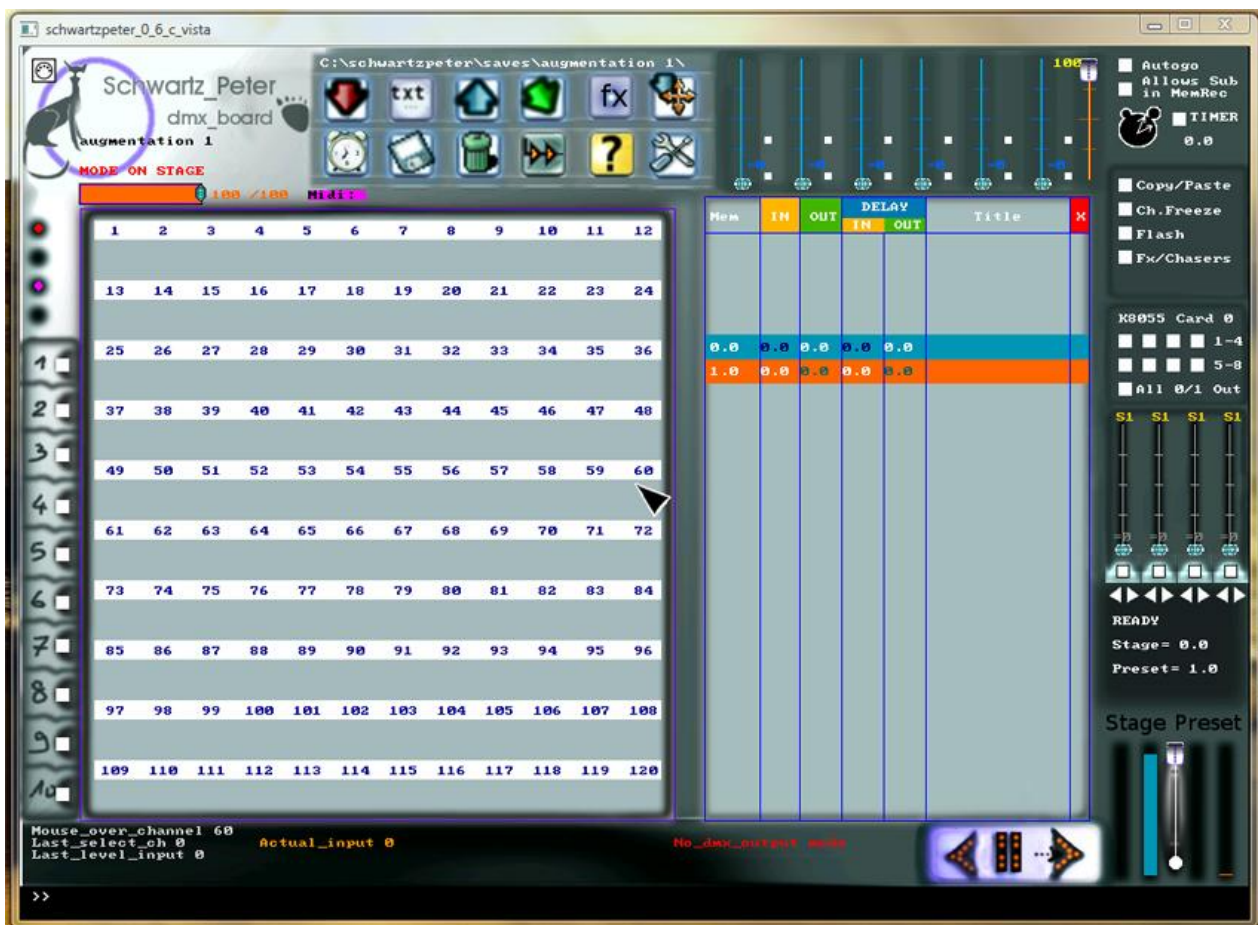 schwartzpeter_0_6_c_vista
C:\schwartzpeter\saves\augmentation 1\
Schwartz_Peter
dmx_board
augmentation 1
MODE ON STAGE
100 /100 Midi:
txt
fx
?
100
Autogo
Allows Sub
in MemRec
TIMER
0.0
Copy/Paste
Ch.Freeze
Flash
Fx/Chasers
K8055 Card 0
1-4
5-8
All 0/1 Out
S1 S1 S1 S1
=0 =0 =0 =0
READY
Stage= 0.0
Preset= 1.0
Stage Preset
1 2 3 4 5 6 7 8 9 10 11 12
13 14 15 16 17 18 19 20 21 22 23 24
25 26 27 28 29 30 31 32 33 34 35 36
37 38 39 40 41 42 43 44 45 46 47 48
49 50 51 52 53 54 55 56 57 58 59 60
61 62 63 64 65 66 67 68 69 70 71 72
73 74 75 76 77 78 79 80 81 82 83 84
85 86 87 88 89 90 91 92 93 94 95 96
97 98 99 100 101 102 103 104 105 106 107 108
109 110 111 112 113 114 115 116 117 118 119 120
1
2
3
4
5
6
7
8
9
10
Mem IN OUT DELAY Title X
IN OUT
0.0 0.0 0.0 0.0 0.0
1.0 0.0 0.0 0.0 0.0
Mouse_over_channel 60
Last_select_ch 0
Last_level_input 0
Actual_input 0
No_dmx_output mode
>>